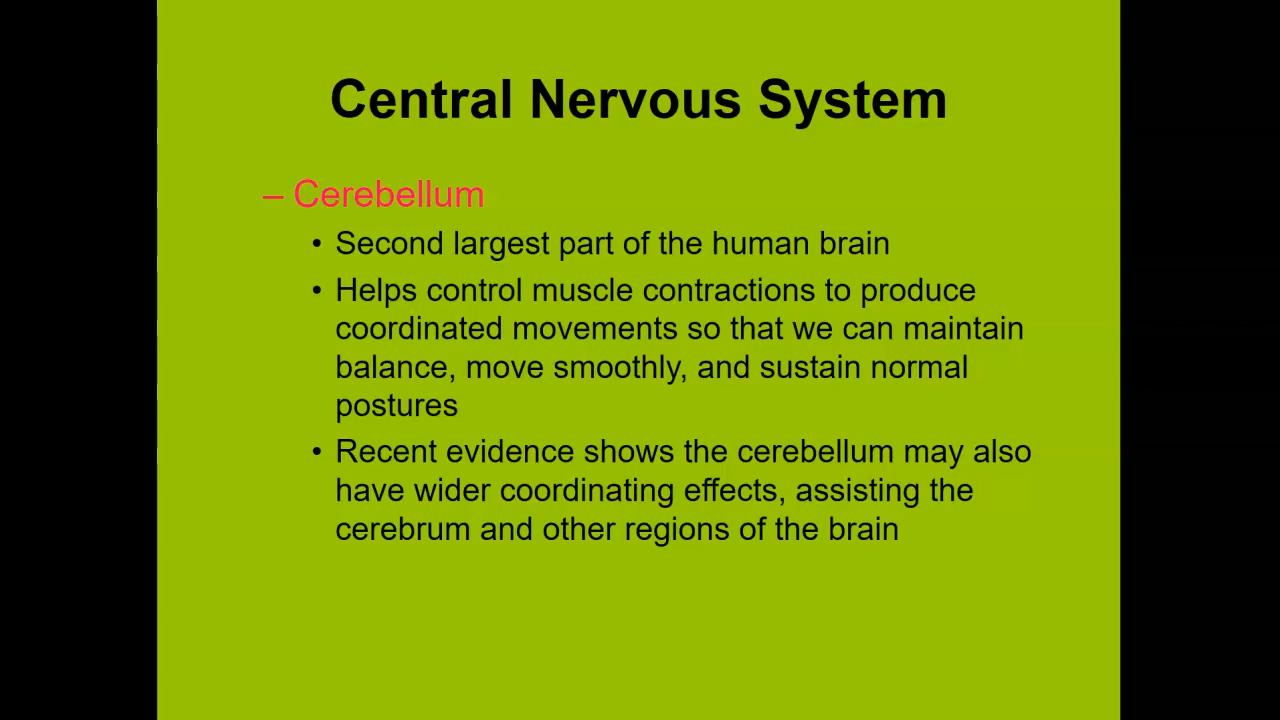 Central Nervous System
– Cerebellum
• Second largest part of the human brain
• Helps control muscle contractions to produce
coordinated movements so that we can maintain
balance, move smoothly, and sustain normal
postures
• Recent evidence shows the cerebellum may also
have wider coordinating effects, assisting the
cerebrum and other regions of the brain